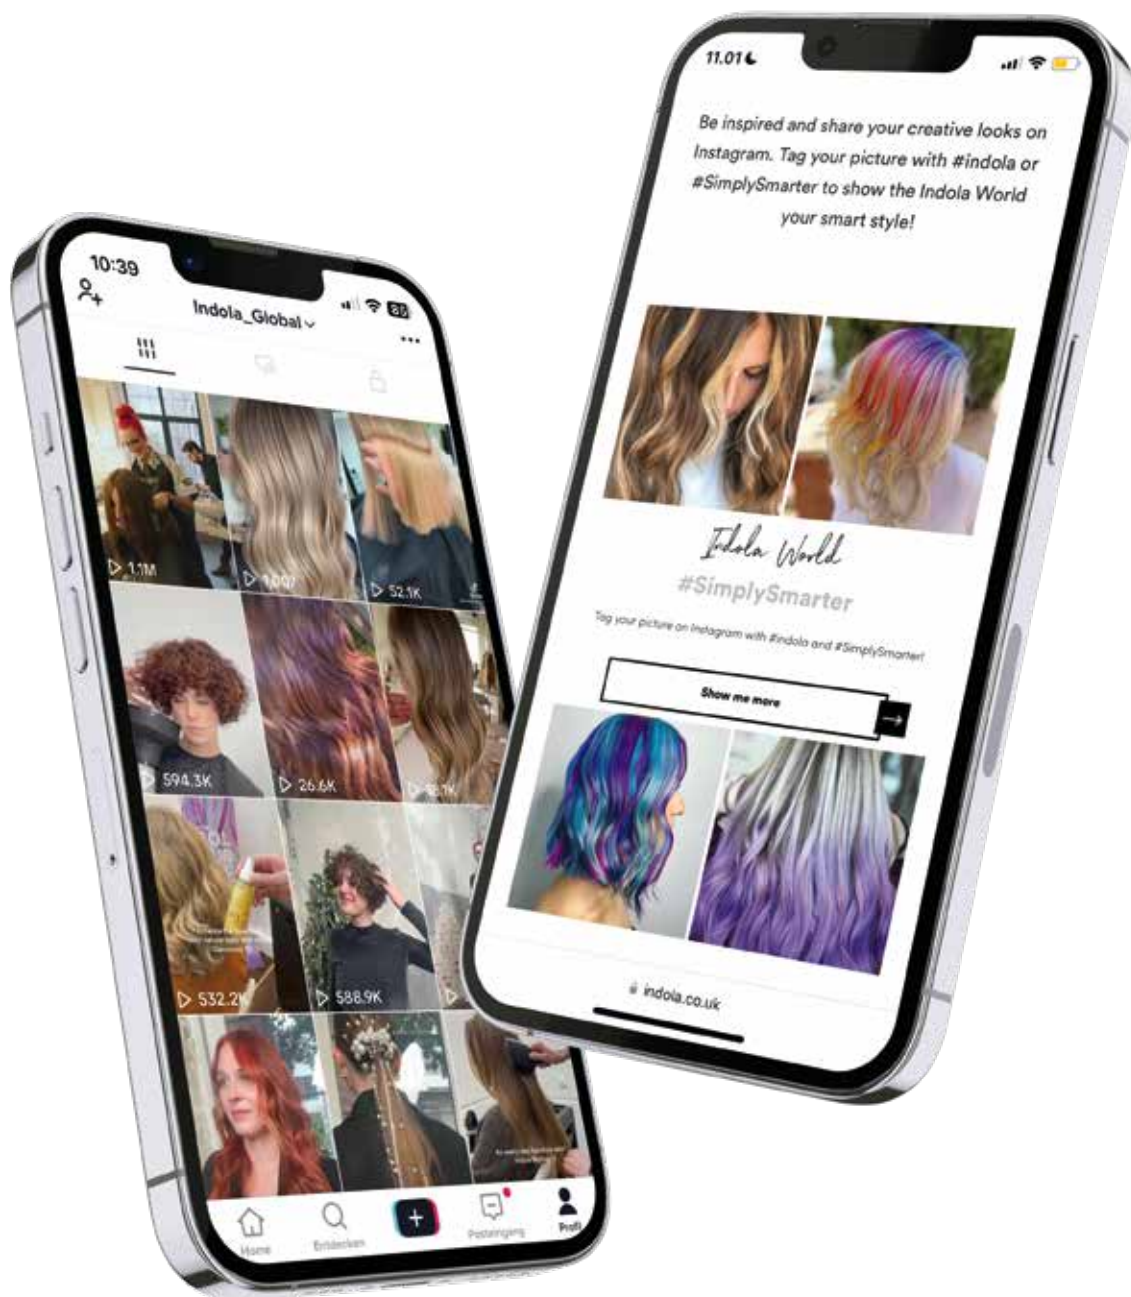 10:39
Indola_Global
1.1M
52.1K
594.3K
26.6K
532.2K
588.9K
Home
Entdecken
Posteingang
Profi
11.01
Be inspired and share your creative looks on
Instagram. Tag your picture with #indola or
#SimplySmarter to show the Indola World
your smart style!
Indola World
#SimplySmarter
Tag your picture on Instagram with #indola and #SimplySmarter!
Show me more
indola.co.uk